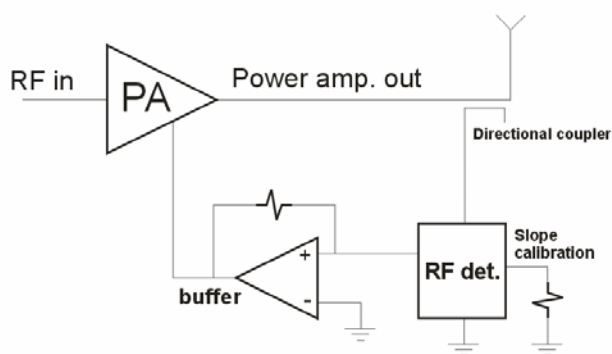 RF in
PA
Power amp. out
Directional coupler
Slope
calibration
+
-
buffer
RF det.